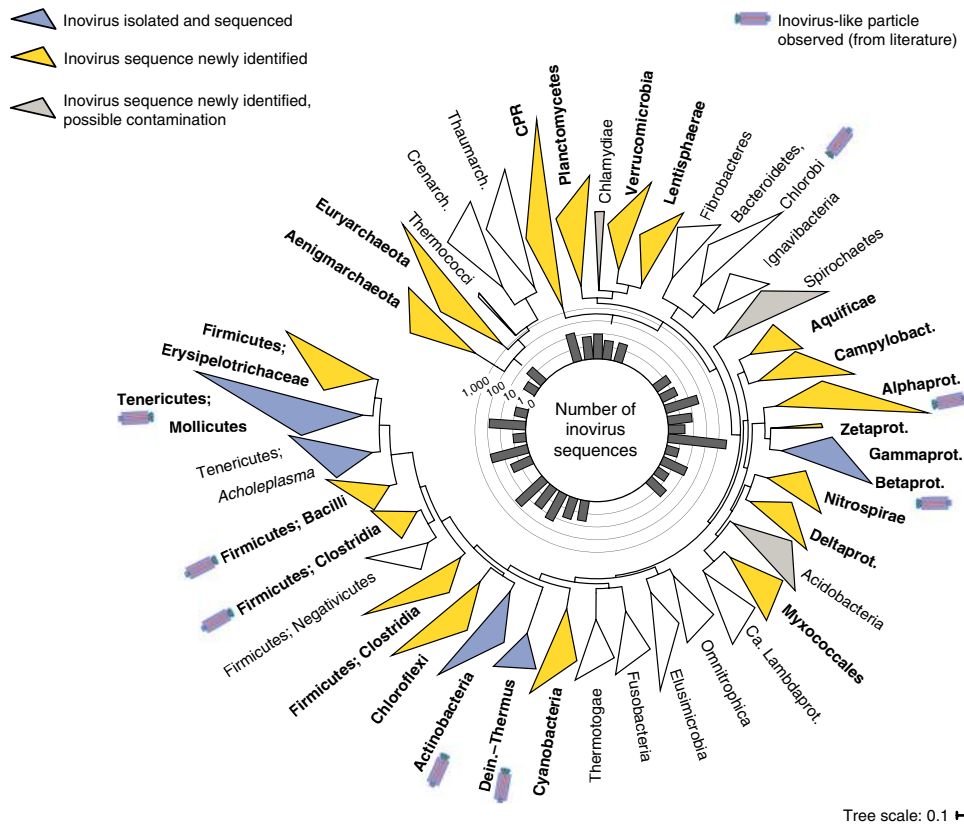 Inovirus isolated and sequenced
Inovirus sequence newly identified
Inovirus sequence newly identified,
possible contamination
Inovirus-like particle
observed (from literature)
Aenigmarchaeota
Euryarchaeota
Thermococci
Crenarch.
Thaumarch.
CPR
Planctomycetes
Chlamydiae
Verrucomicrobia
Lentisphaerae
Fibrobacteres
Bacteroidetes,
Chlorobi
Ignavibacteria
Spirochaetes
Aquificae
Campylobact.
Alphaprot.
Zetaprot.
Gammaprot.
Betaprot.
Nitrospirae
Deltaprot.
Acidobacteria
Myxococcales
Ca. Lambdaprot.
Omnitrophica
Elusimicrobia
Fusobacteria
Thermotogae
Cyanobacteria
Dein.–Thermus
Actinobacteria
Chloroflexi
Firmicutes; Clostridia
Firmicutes; Negativicutes
Firmicutes; Clostridia
Firmicutes; Bacilli
Tenericutes;
Acholeplasma
Tenericutes;
Mollicutes
Firmicutes;
Erysipelotrichaceae
1,000
100
10
1
0
Number of
inovirus
sequences
Tree scale: 0.1